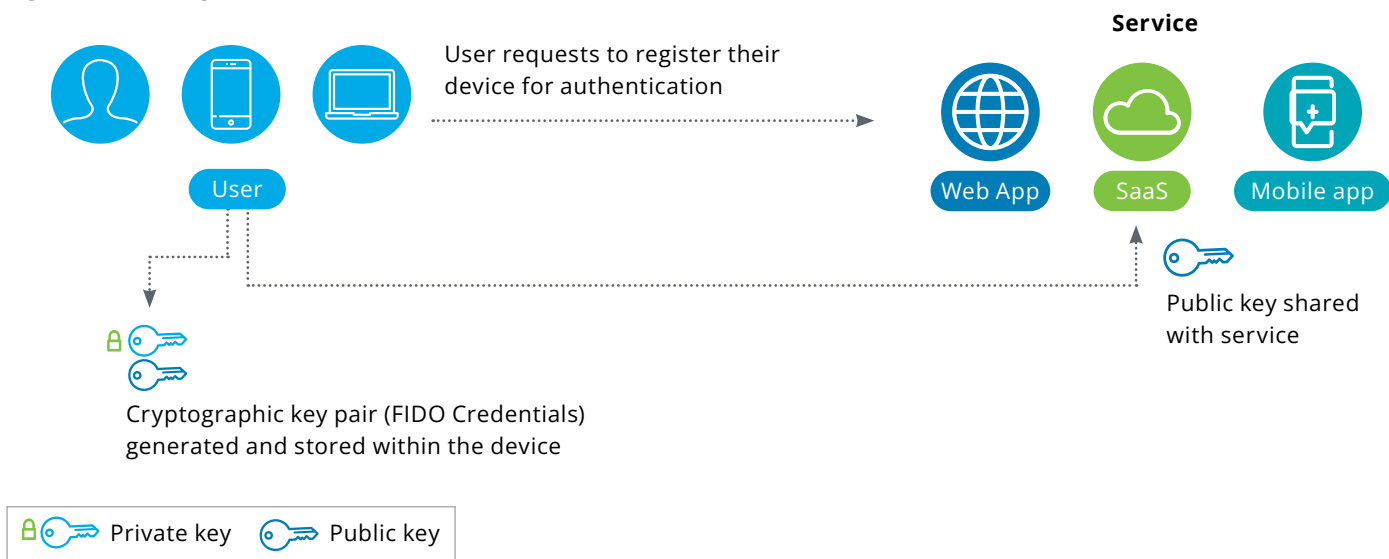 Service
User requests to register their
device for authentication
User
Web App
SaaS
Mobile app
Public key shared
with service
Cryptographic key pair (FIDO Credentials)
generated and stored within the device
Private key
Public key